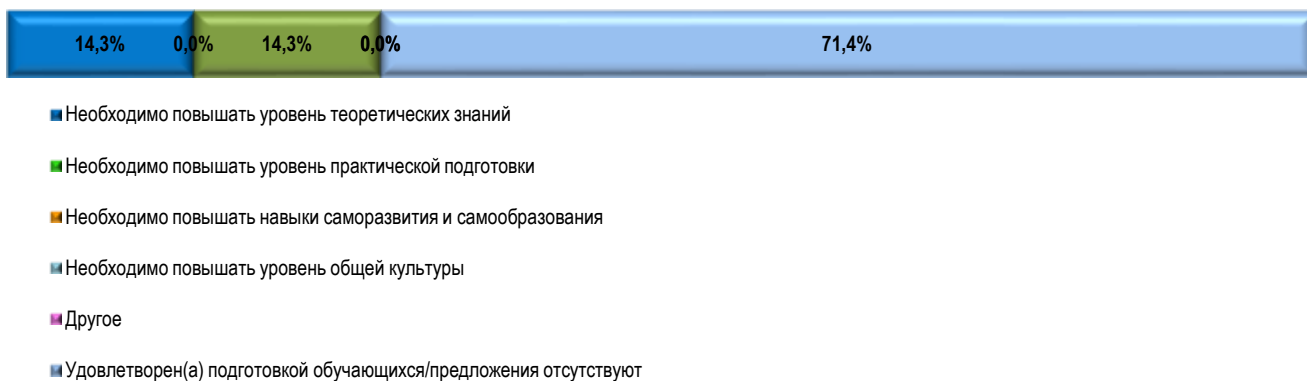 14,3% 0,0% 14,3% 0,0% 71,4%
Необходимо повышать уровень теоретических знаний
Необходимо повышать уровень практической подготовки
Необходимо повышать навыки саморазвития и самообразования
Необходимо повышать уровень общей культуры
Другое
Удовлетворен(а) подготовкой обучающихся/предложения отсутствуют